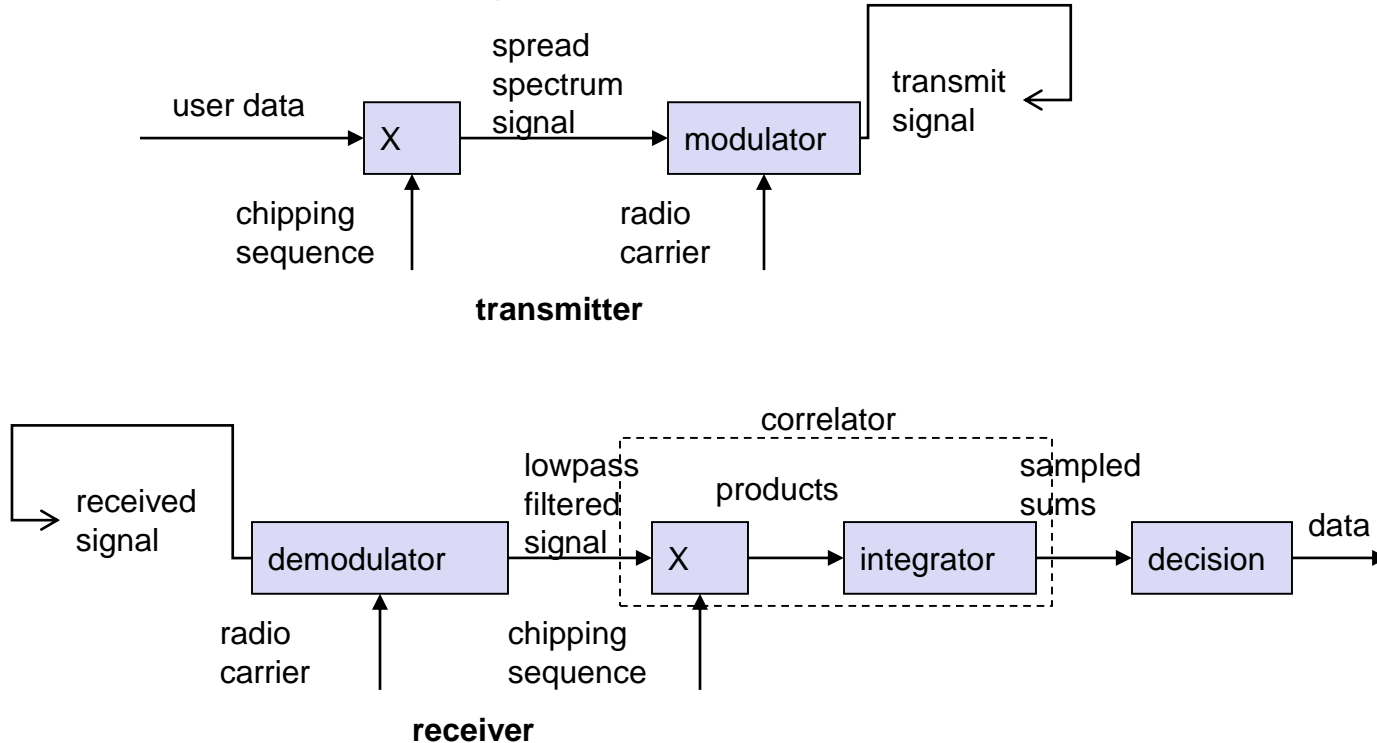 spread
spectrum
signal
user data
transmit
signal
X
modulator
chipping
sequence
radio
carrier
transmitter
correlator
lowpass
filtered
signal
products
sampled
sums
received
signal
data
demodulator
X
integrator
decision
radio
carrier
chipping
sequence
receiver